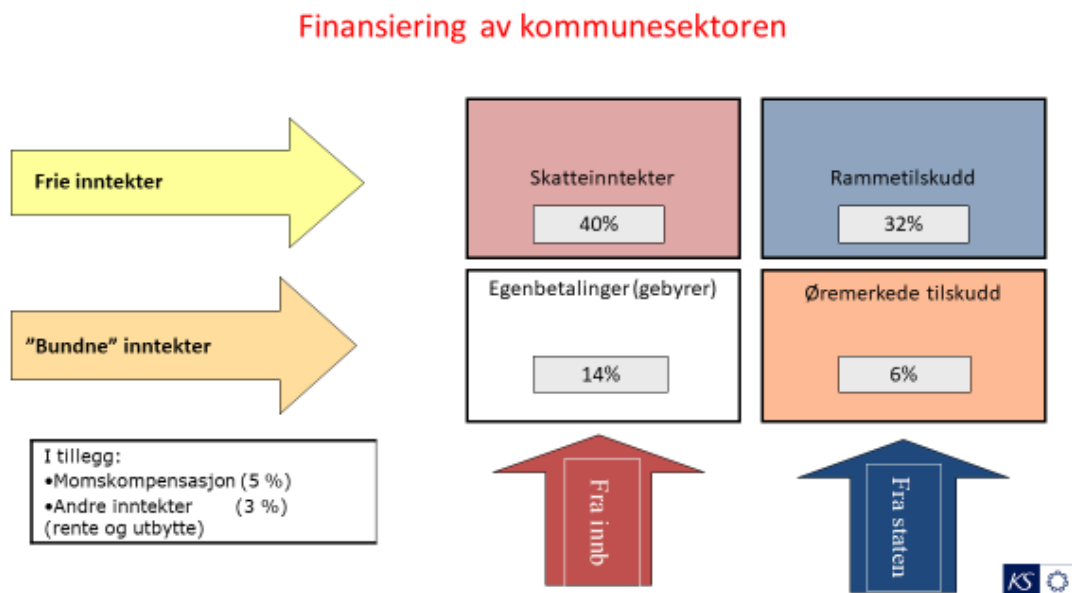 Finansiering av kommunesektoren
Frie inntekter
Skatteinntekter
40%
Rammetilskudd
32%
"Bundne" inntekter
Egenbetalinger (gebyrer)
14%
Øremerkede tilskudd
6%
I tillegg:
•Momskompensasjon (5 %)
•Andre inntekter (3 %)
(rente og utbytte)
Fra innb
Fra staten
KS